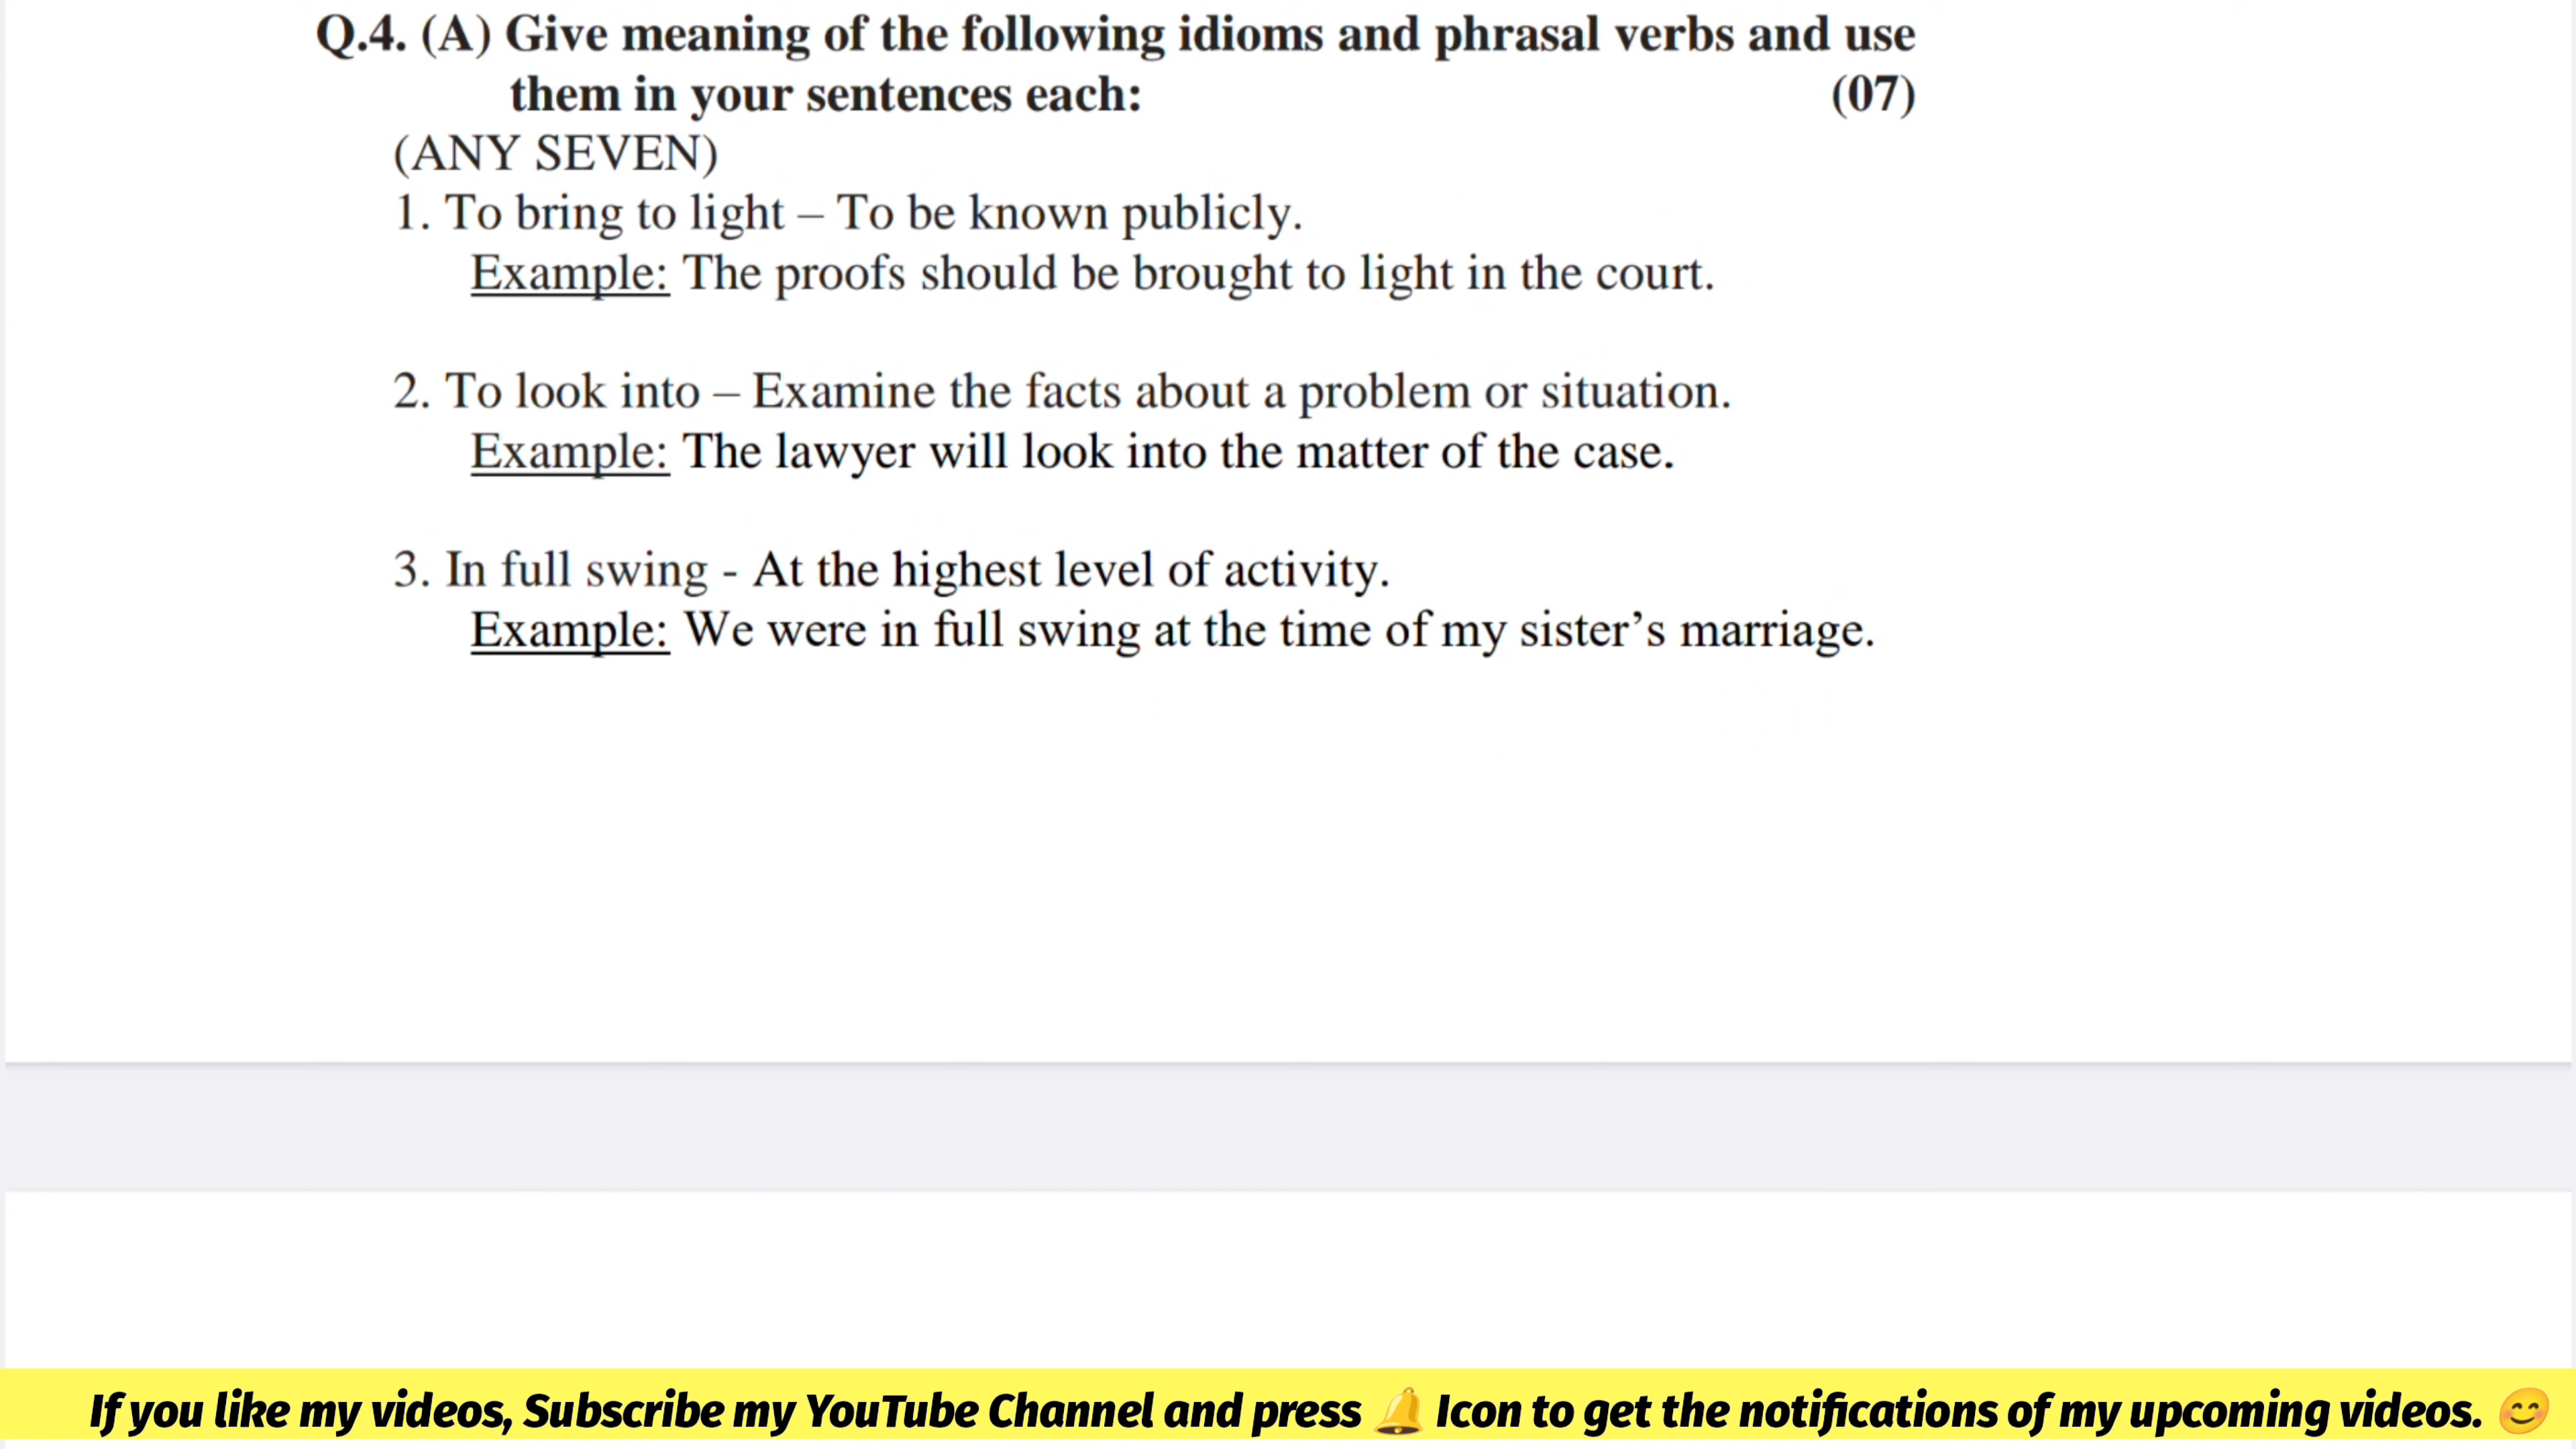 Q.4. (A) Give meaning of the following idioms and phrasal verbs and use
them in your sentences each: (07)
(ANY SEVEN)
1. To bring to light – To be known publicly.
Example: The proofs should be brought to light in the court.
2. To look into – Examine the facts about a problem or situation.
Example: The lawyer will look into the matter of the case.
3. In full swing - At the highest level of activity.
Example: We were in full swing at the time of my sister’s marriage.
If you like my videos, Subscribe my YouTube Channel and press 🔔 Icon to get the notifications of my upcoming videos. 😊